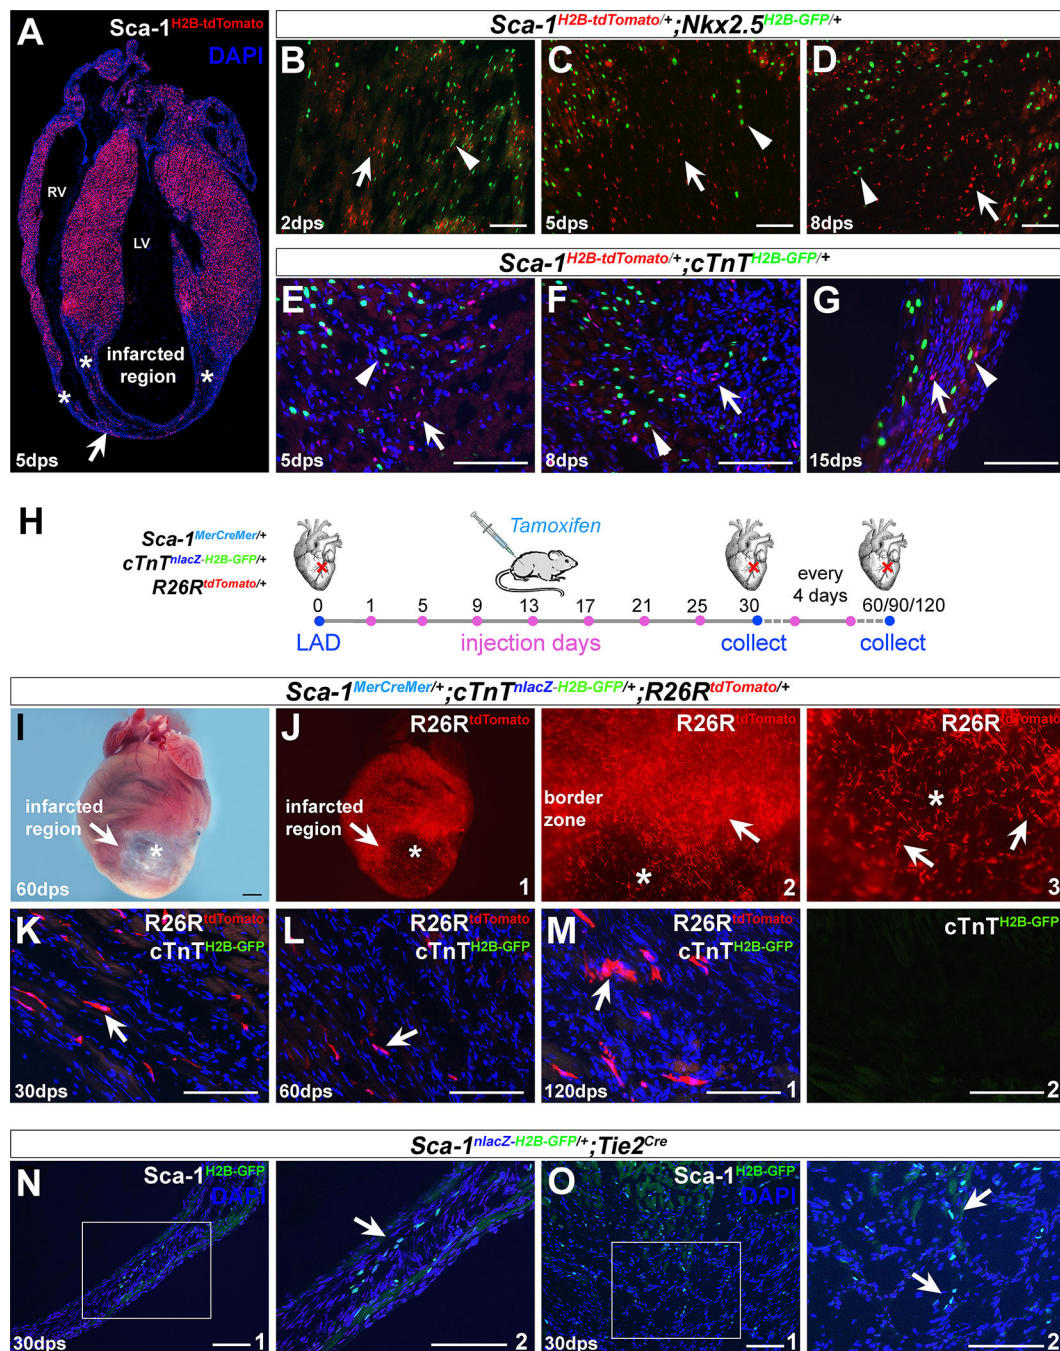 A
Sca-1H2B-tdTomato
DAPI
RV
LV
infarcted
region
*
*
*
5dps
Sca-1H2B-tdTomato/+;Nkx2.5H2B-GFP/+
B
2dps
C
5dps
D
8dps
Sca-1H2B-tdTomato/+;cTnTH2B-GFP/+
E
5dps
F
8dps
G
15dps
H
Sca-1MerCreMer/+
cTnTnlacZ-H2B-GFP/+
R26RtdTomato/+
Tamoxifen
every
4 days
0 1 5 9 13 17 21 25 30 60/90/120
LAD injection days collect collect
Sca-1MerCreMer/+;cTnTnlacZ-H2B-GFP/+;R26RtdTomato/+
I
infarcted
region
*
60dps
J
R26RtdTomato
infarcted
region
*
1
R26RtdTomato
border
zone
*
2
R26RtdTomato
*
3
K
R26RtdTomato
cTnTH2B-GFP
30dps
L
R26RtdTomato
cTnTH2B-GFP
60dps
M
R26RtdTomato
cTnTH2B-GFP
120dps
1
cTnTH2B-GFP
2
Sca-1nlacZ-H2B-GFP/+;Tie2Cre
N
Sca-1H2B-GFP
DAPI
30dps
1
2
O
Sca-1H2B-GFP
DAPI
30dps
1
2